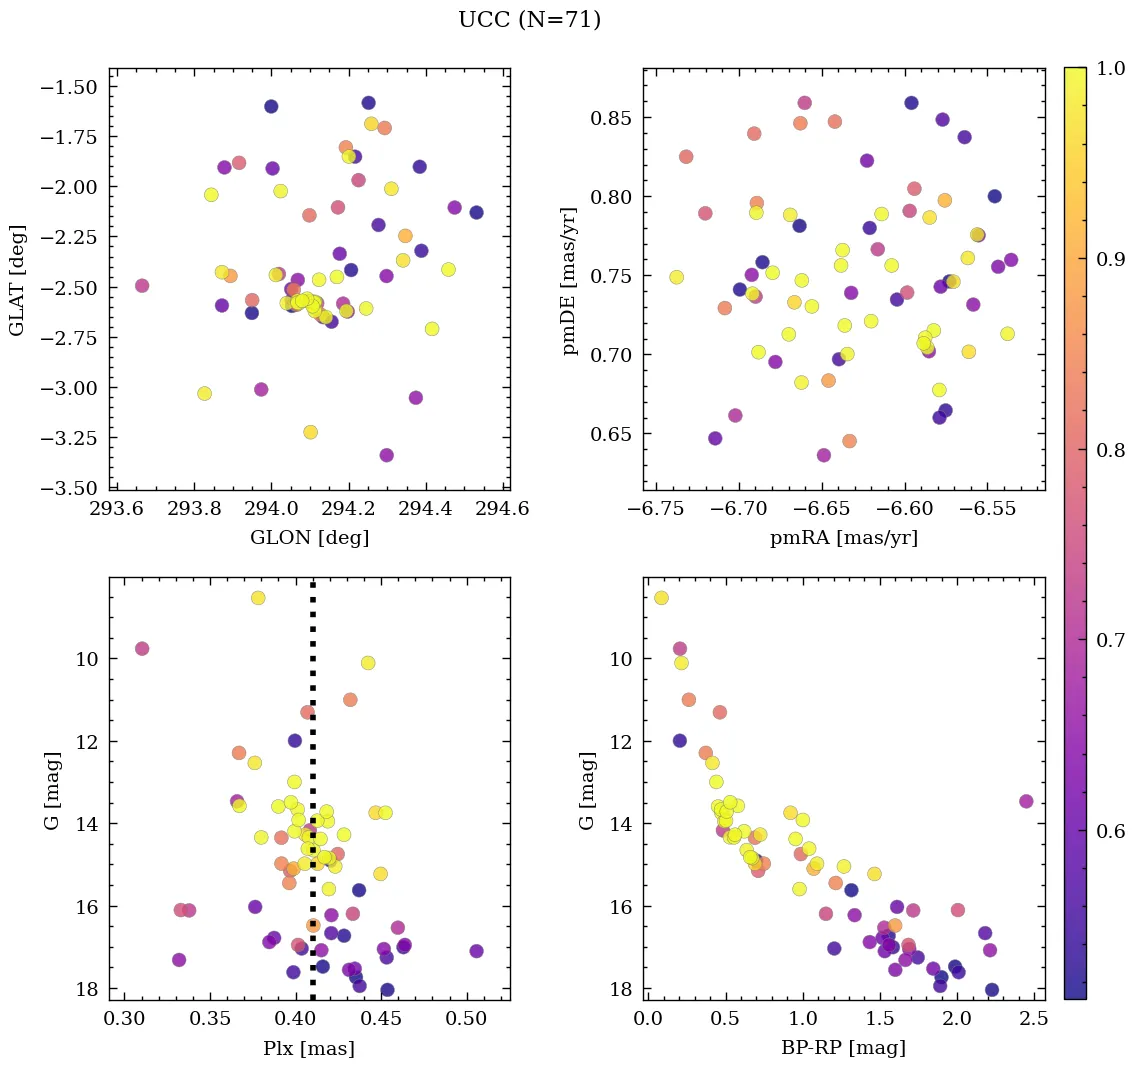 UCC (N=71)
−1.50
−1.75
−2.00
−2.25
−2.50
−2.75
−3.00
−3.25
−3.50
GLAT [deg]
293.6 293.8 294.0 294.2 294.4 294.6
GLON [deg]
0.85
0.80
0.75
0.70
0.65
pmDE [mas/yr]
−6.75 −6.70 −6.65 −6.60 −6.55
pmRA [mas/yr]
1.0
0.9
0.8
0.7
0.6
10
12
14
16
18
G [mag]
0.30 0.35 0.40 0.45 0.50
Plx [mas]
10
12
14
16
18
G [mag]
0.0 0.5 1.0 1.5 2.0 2.5
BP-RP [mag]